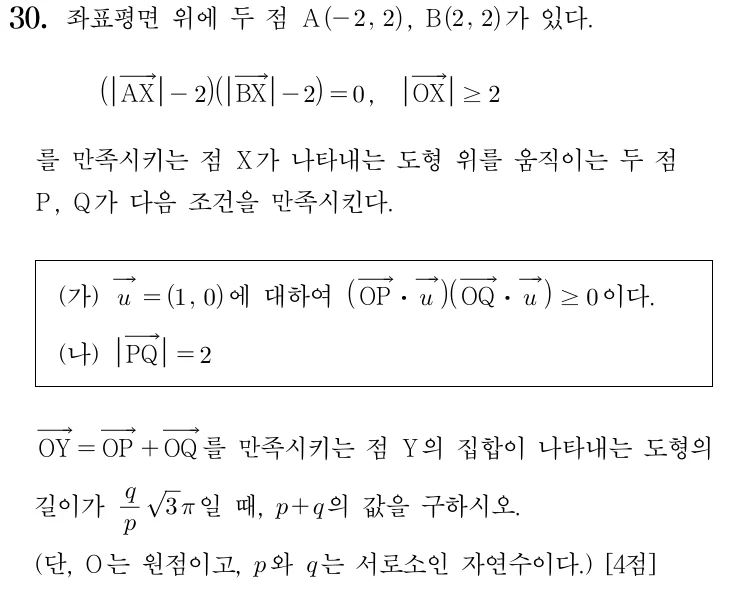 30. 좌표평면 위에 두 점 A(−2, 2), B(2, 2)가 있다.
(|AX→|−2)(|BX→|−2)=0, |OX→| ≥ 2
를 만족시키는 점 X가 나타내는 도형 위를 움직이는 두 점
P, Q가 다음 조건을 만족시킨다.
(가) u→ =(1, 0)에 대하여 (OP→ · u→)(OQ→ · u→) ≥ 0이다.
(나) |PQ→| = 2
OY→ = OP→ + OQ→를 만족시키는 점 Y의 집합이 나타내는 도형의
길이가 q/p √3π일 때, p+q의 값을 구하시오.
(단, O는 원점이고, p와 q는 서로소인 자연수이다.) [4점]